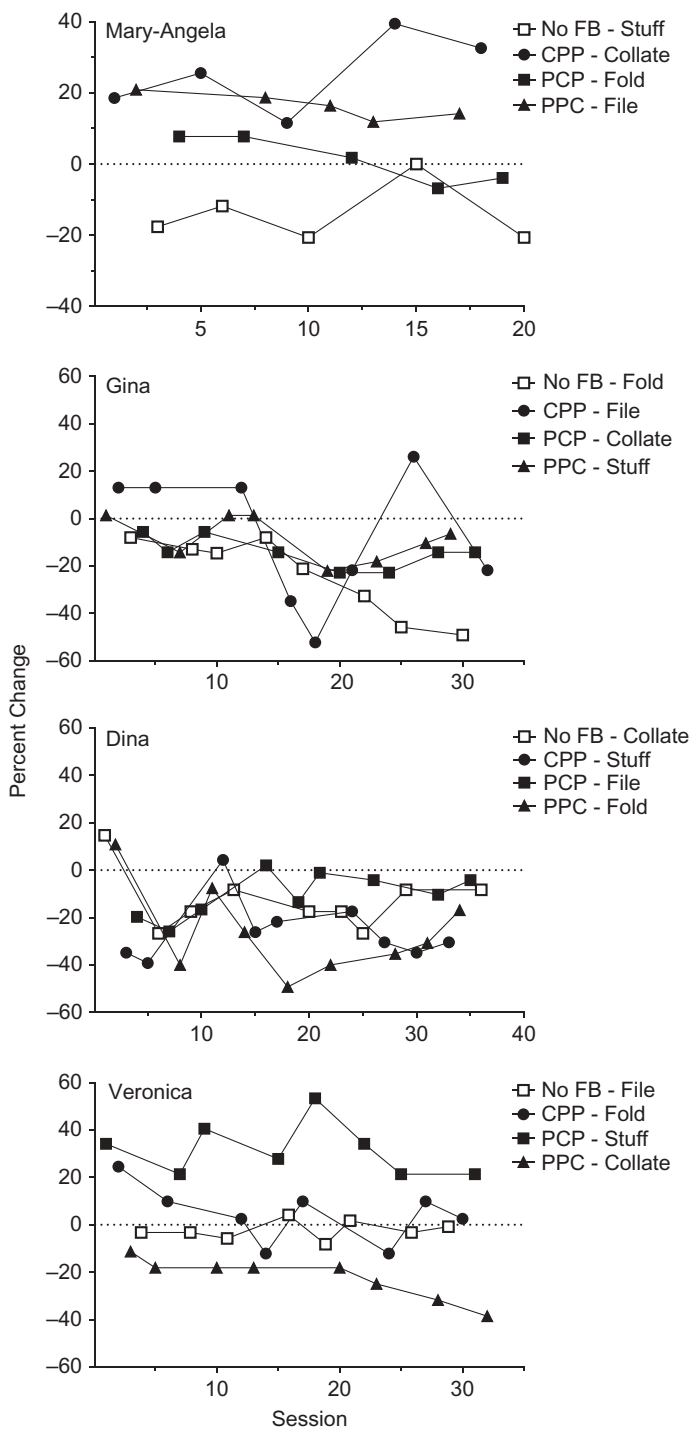 Mary-Angela
No FB - Stuff
CPP - Collate
PCP - Fold
PPC - File
40
20
0
–20
–40
5
10
15
20
Gina
No FB - Fold
CPP - File
PCP - Collate
PPC - Stuff
60
40
20
0
–20
–40
–60
10
20
30
Percent Change
Dina
No FB - Collate
CPP - Stuff
PCP - File
PPC - Fold
60
40
20
0
–20
–40
–60
10
20
30
40
Veronica
No FB - File
CPP - Fold
PCP - Stuff
PPC - Collate
60
40
20
0
–20
–40
–60
10
20
30
Session